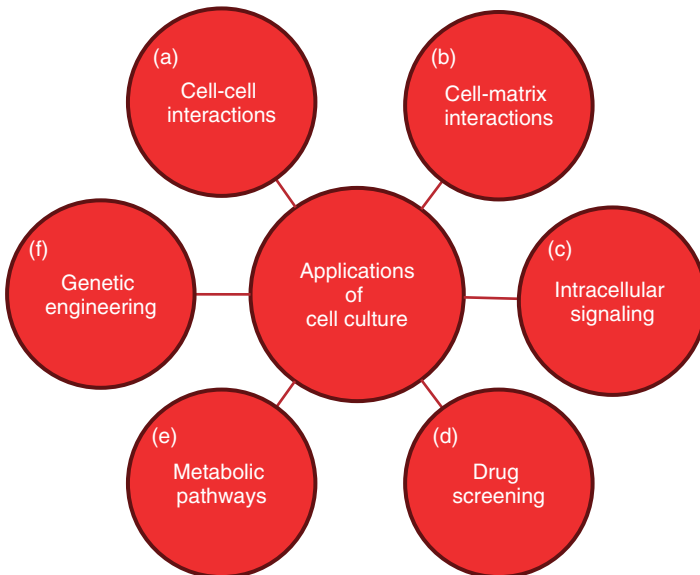 (a)
Cell-cell
interactions
(b)
Cell-matrix
interactions
(c)
Intracellular
signaling
(d)
Drug
screening
(e)
Metabolic
pathways
(f)
Genetic
engineering
Applications
of
cell culture